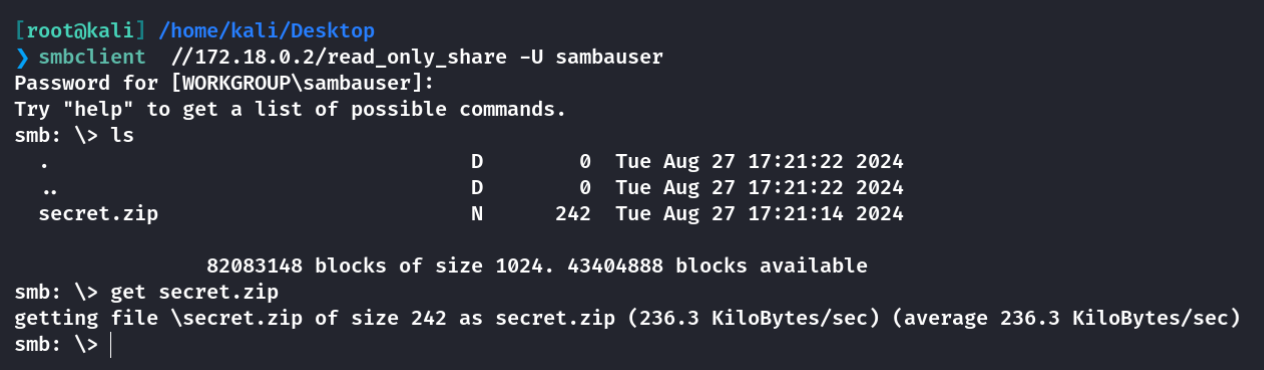 [root@kali] /home/kali/Desktop
❯ smbclient  //172.18.0.2/read_only_share -U sambauser
Password for [WORKGROUP\sambauser]:
Try "help" to get a list of possible commands.
smb: \> ls
  .                                   D        0  Tue Aug 27 17:21:22 2024
  ..                                  D        0  Tue Aug 27 17:21:22 2024
  secret.zip                          N      242  Tue Aug 27 17:21:14 2024
                82083148 blocks of size 1024. 43404888 blocks available
smb: \> get secret.zip
getting file \secret.zip of size 242 as secret.zip (236.3 KiloBytes/sec) (average 236.3 KiloBytes/sec)
smb: \>